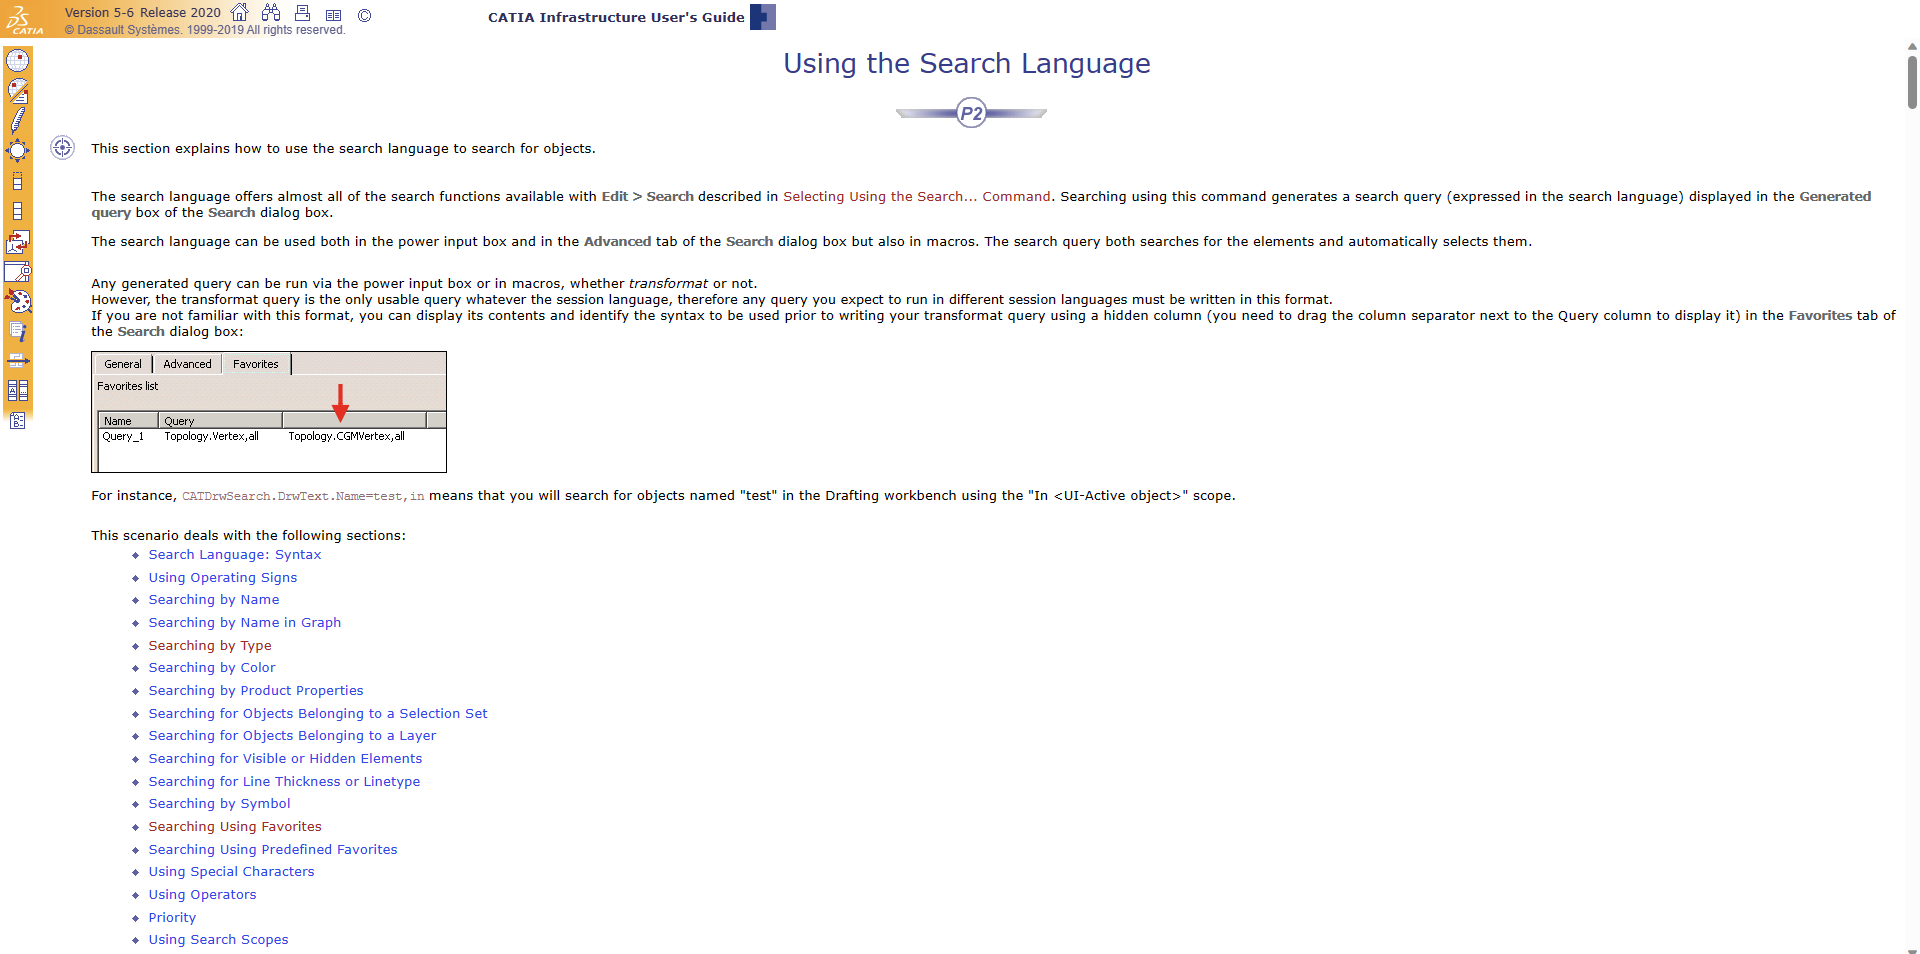 Version 5-6 Release 2020
© Dassault Systèmes. 1999-2019 All rights reserved.
CATIA
CATIA Infrastructure User's Guide
Using the Search Language
P2
This section explains how to use the search language to search for objects.
The search language offers almost all of the search functions available with Edit > Search described in Selecting Using the Search... Command. Searching using this command generates a search query (expressed in the search language) displayed in the Generated
query box of the Search dialog box.
The search language can be used both in the power input box and in the Advanced tab of the Search dialog box but also in macros. The search query both searches for the elements and automatically selects them.
Any generated query can be run via the power input box or in macros, whether transformat or not.
However, the transformat query is the only usable query whatever the session language, therefore any query you expect to run in different session languages must be written in this format.
If you are not familiar with this format, you can display its contents and identify the syntax to be used prior to writing your transformat query using a hidden column (you need to drag the column separator next to the Query column to display it) in the Favorites tab of
the Search dialog box:
General Advanced Favorites
Favorites list
Name Query
Query_1 Topology.Vertex,all Topology.CGMVertex,all
For instance, CATDrwSearch.DrwText.Name=test,in means that you will search for objects named "test" in the Drafting workbench using the "In <UI-Active object>" scope.
This scenario deals with the following sections:
Search Language: Syntax
Using Operating Signs
Searching by Name
Searching by Name in Graph
Searching by Type
Searching by Color
Searching by Product Properties
Searching for Objects Belonging to a Selection Set
Searching for Objects Belonging to a Layer
Searching for Visible or Hidden Elements
Searching for Line Thickness or Linetype
Searching by Symbol
Searching Using Favorites
Searching Using Predefined Favorites
Using Special Characters
Using Operators
Priority
Using Search Scopes